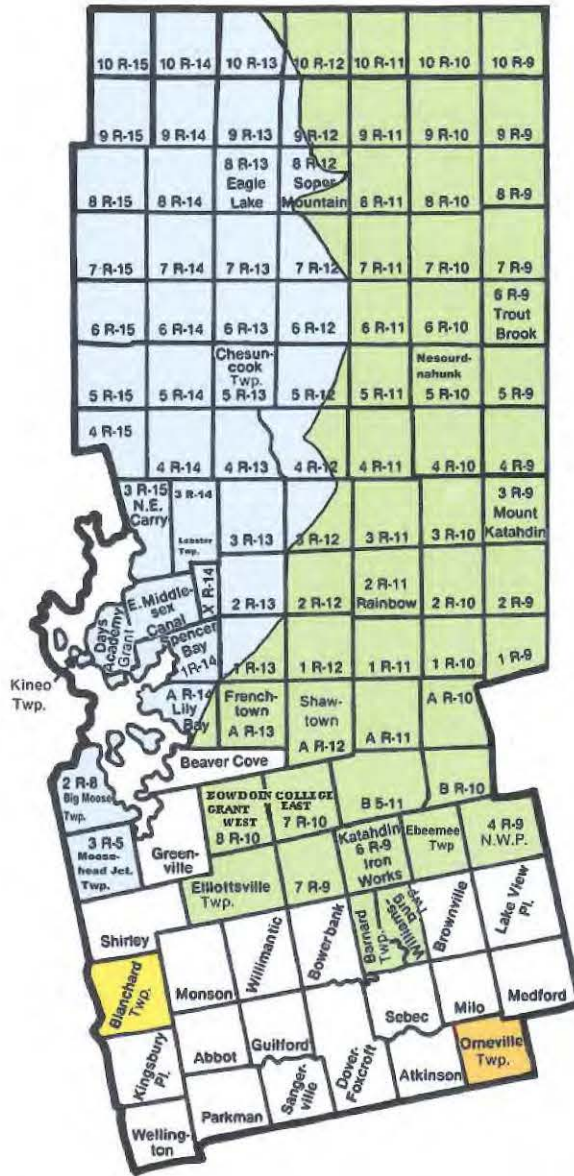 10 R-15 10 R-14 10 R-13 10 R-12 10 R-11 10 R-10 10 R-9
9 R-15 9 R-14 9 R-13 9 R-12 9 R-11 9 R-10 9 R-9
8 R-13 8 R-12
Eagle Soper
8 R-15 8 R-14 Lake Mountain 8 R-11 8 R-10 8 R-9
7 R-15 7 R-14 7 R-13 7 R-12 7 R-11 7 R-10 7 R-9
6 R-9
6 R-15 6 R-14 6 R-13 6 R-12 6 R-11 6 R-10 Trout
Brook
Chesun-
cook
Twp.
Nesourd-
nahunk
5 R-15 5 R-14 5 R-13 5 R-12 5 R-11 5 R-10 5 R-9
4 R-15
4 R-14 4 R-13 4 R-12 4 R-11 4 R-10 4 R-9
3 R-15
N.E.
Carry
3 R-14
Lobster
Twp.
3 R-13 3 R-12 3 R-11 3 R-10
3 R-9
Mount
Katahdin
X R-14
E. Middle-
sex
Canal
Days
Academy
Grant
2 R-13 2 R-12
2 R-11
Rainbow
2 R-10 2 R-9
Spencer
Bay
1 R-14 1 R-13 1 R-12 1 R-11 1 R-10 1 R-9
Kineo
Twp.
A R-14
Lily
Bay
French-
town
A R-13
Shaw-
town
A R-12
A R-11
A R-10
Beaver Cove
2 R-8
Big Moose
Twp.
BOWDOIN COLLEGE
GRANT EAST
WEST
8 R-10 7 R-10
B 5-11
B R-10
3 R-5
Moose-
head Jct.
Twp.
Green-
ville
Elliottsville
Twp.
7 R-9
Katahdin
6 R-9
Iron
Works
Ebeemee
Twp
4 R-9
N.W.P.
Shirley
Willimantic
Bowerbank
Barnard
Twp.
Williams-
burg
Twp.
Brownville
Lake View
Pl.
Blanchard
Twp.
Monson
Sebec
Milo
Medford
Kingsbury
Pl.
Abbot
Guilford
Sanger-
ville
Dover-
Foxcroft
Atkinson
Orneville
Twp.
Welling-
ton
Parkman